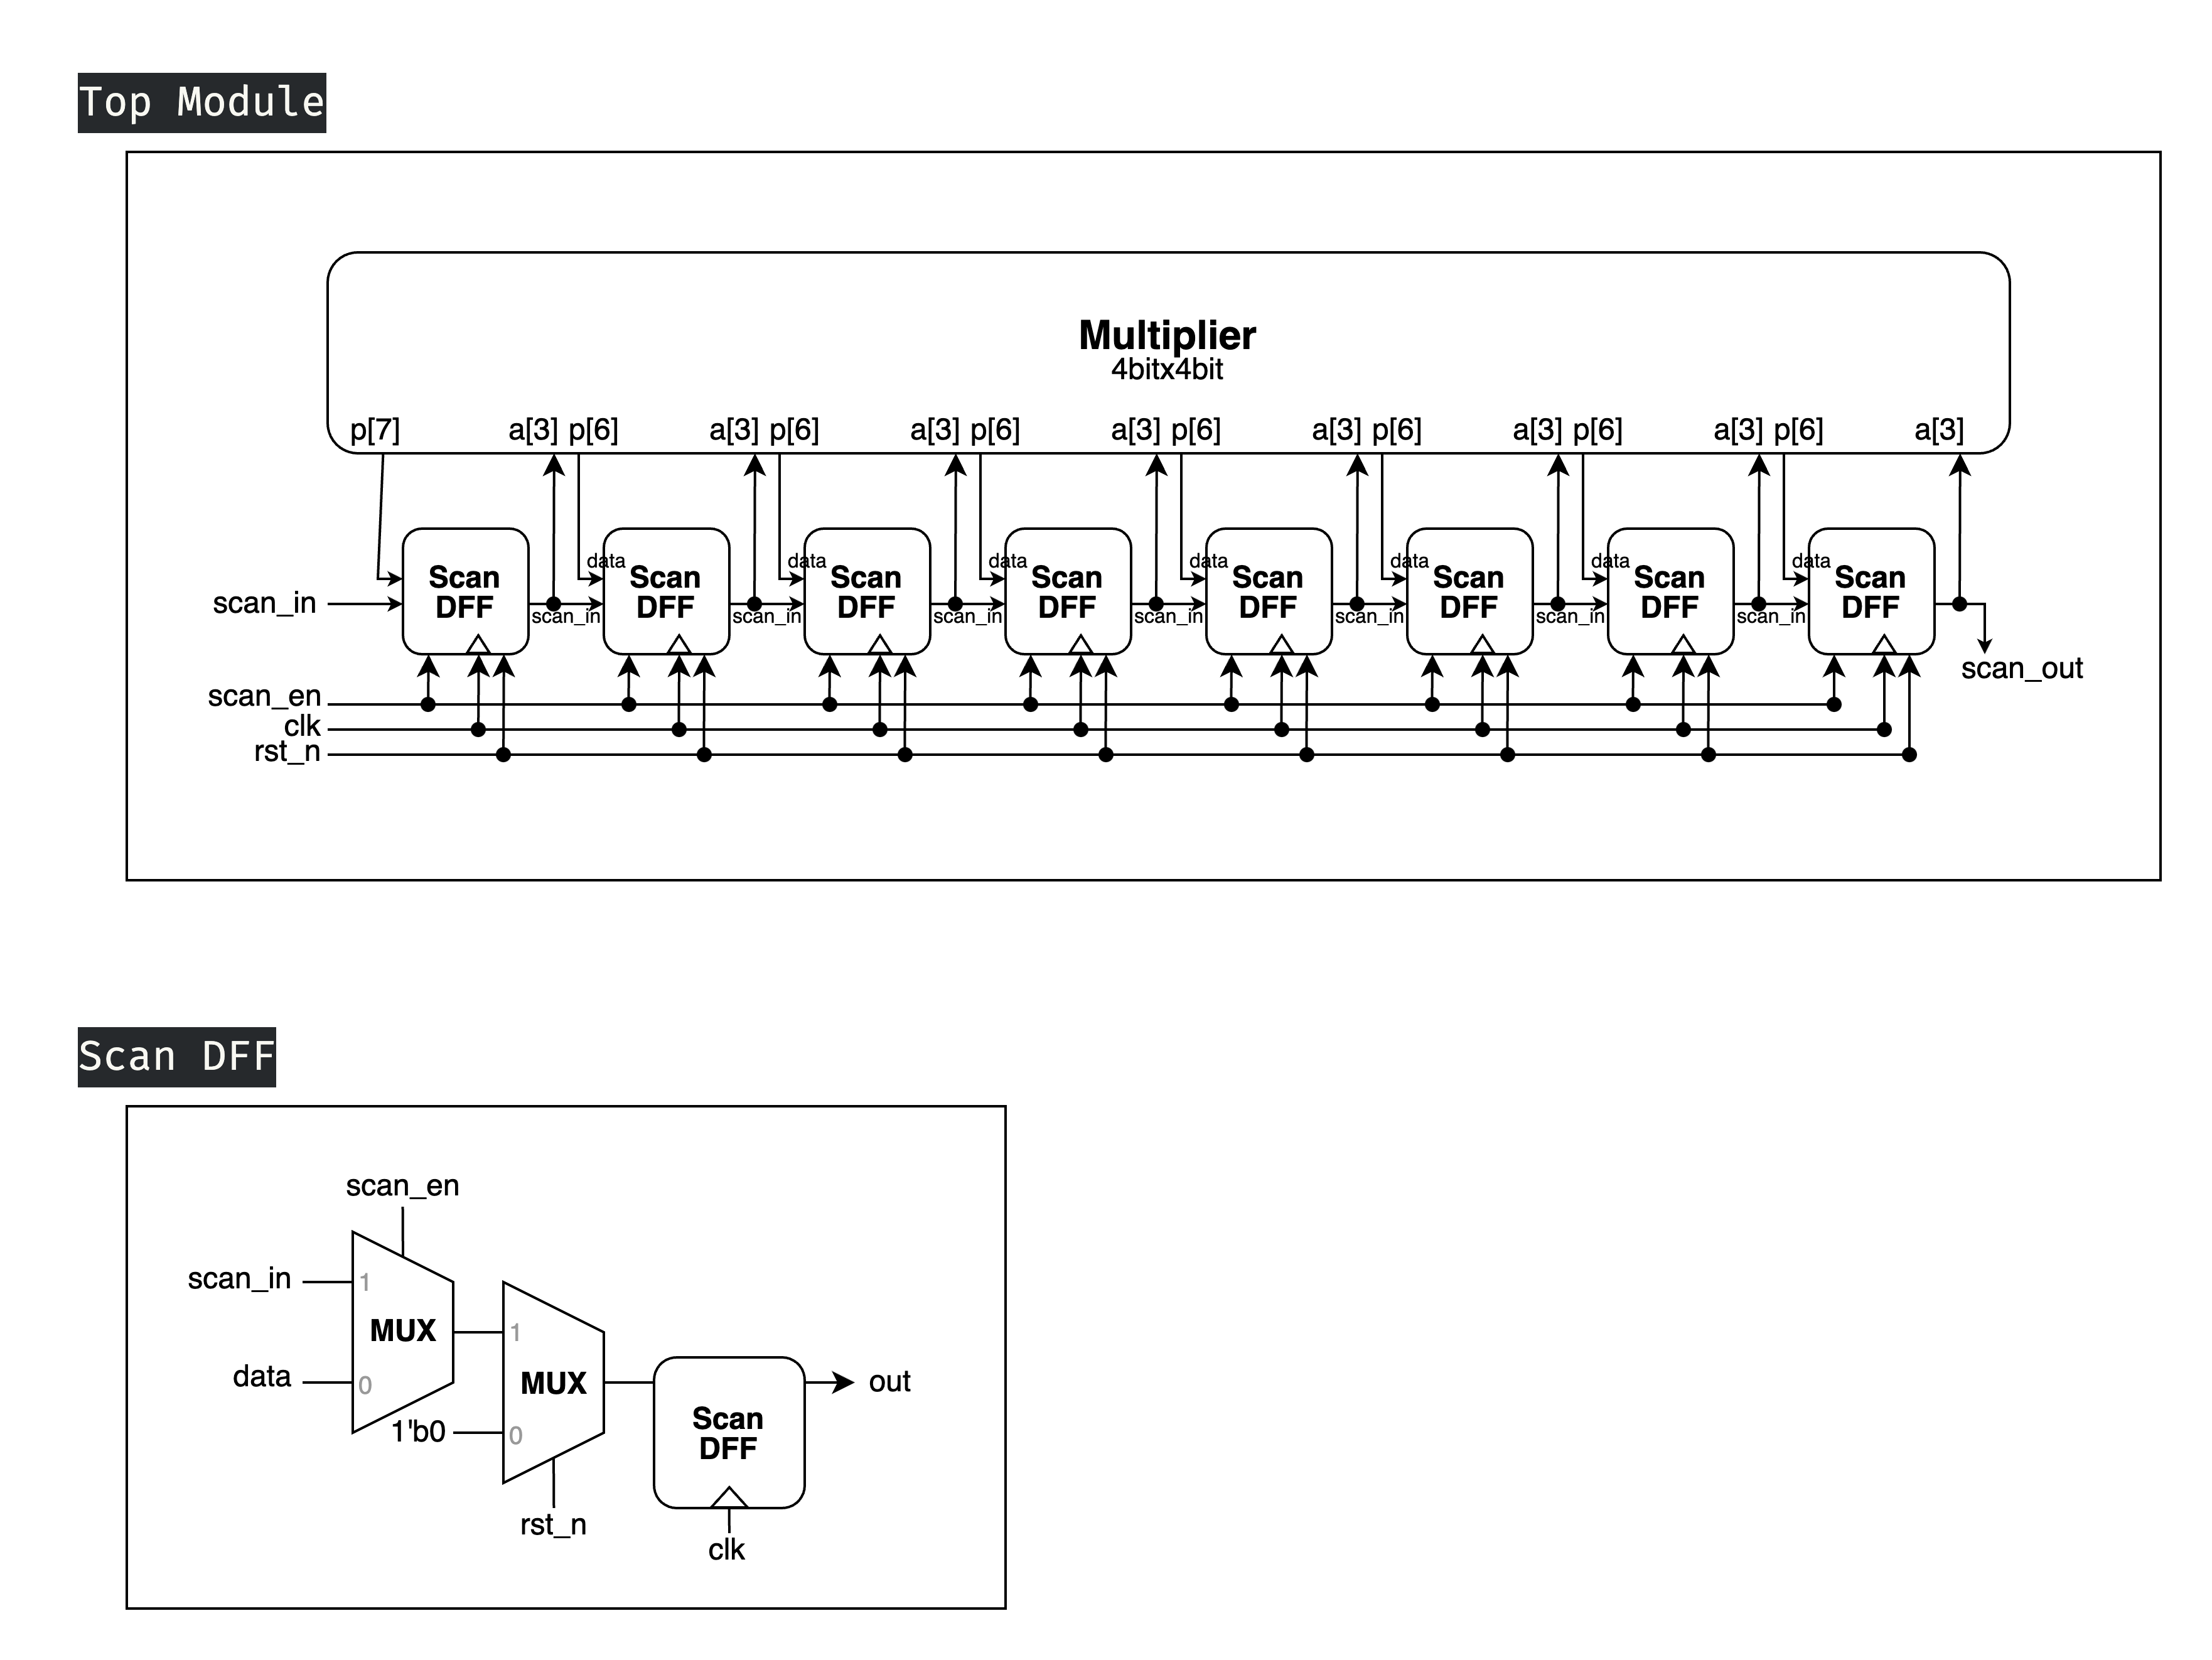 Top Module
Multiplier
4bitx4bit
p[7] a[3] p[6] a[3] p[6] a[3] p[6] a[3] p[6] a[3] p[6] a[3] p[6] a[3] p[6] a[3]
data data data data data data data
Scan Scan Scan Scan Scan Scan Scan Scan
DFF DFF DFF DFF DFF DFF DFF DFF
scan_in
scan_in scan_in scan_in scan_in scan_in scan_in scan_in
scan_out
scan_en
clk
rst_n
Scan DFF
scan_en
scan_in 1
MUX 1
data 0
MUX out
1'b0 0
Scan
DFF
rst_n
clk